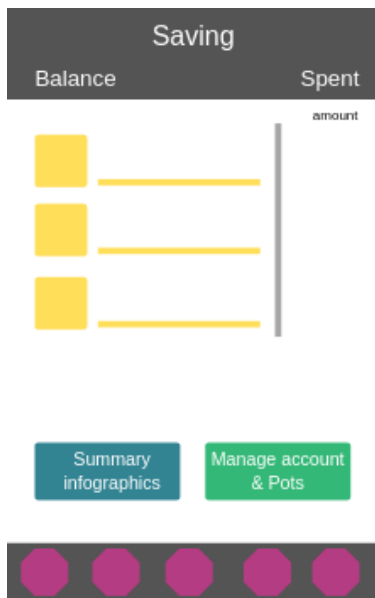 Saving
Balance Spent
amount
Summary
infographics
Manage account
& Pots